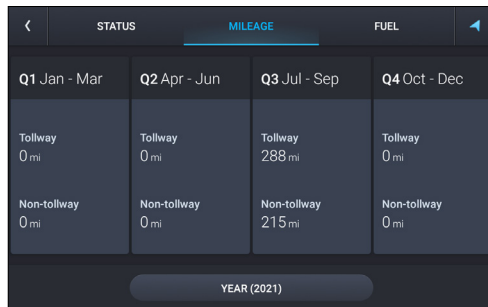 STATUS MILEAGE FUEL
Q1 Jan - Mar
Tollway
0 mi
Non-tollway
0 mi
Q2 Apr - Jun
Tollway
0 mi
Non-tollway
0 mi
Q3 Jul - Sep
Tollway
288 mi
Non-tollway
215 mi
Q4 Oct - Dec
Tollway
0 mi
Non-tollway
0 mi
YEAR (2021)